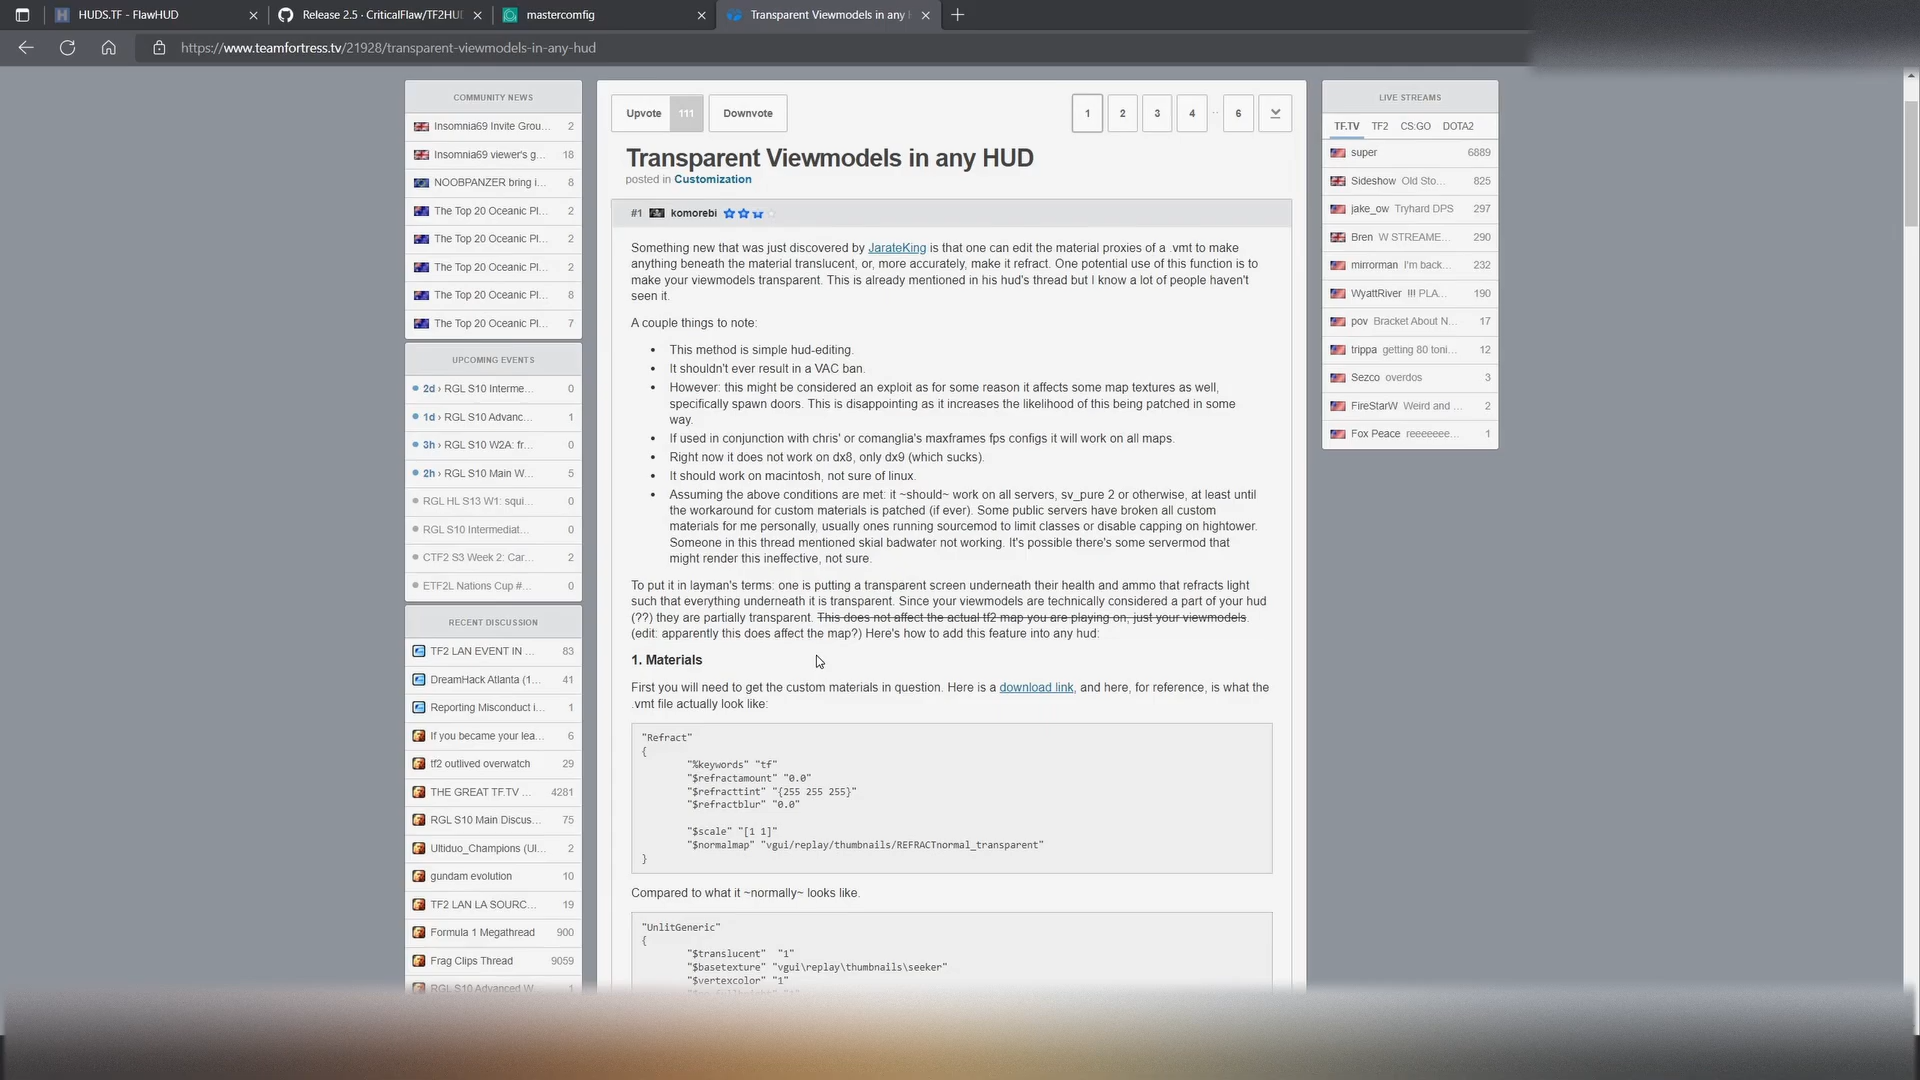 HUDS.TF - FlawHUD
Release 2.5 · CriticalFlaw/TF2HU
mastercomfig
Transparent Viewmodels in any
https://www.teamfortress.tv/21928/transparent-viewmodels-in-any-hud
COMMUNITY NEWS
Insomnia69 Invite Grou... 2
Insomnia69 viewer's g... 18
NOOBPANZER bring i... 8
The Top 20 Oceanic Pl... 2
The Top 20 Oceanic Pl... 2
The Top 20 Oceanic Pl... 2
The Top 20 Oceanic Pl... 8
The Top 20 Oceanic Pl... 7
UPCOMING EVENTS
2d › RGL S10 Interme... 0
1d › RGL S10 Advanc... 1
3h › RGL S10 W2A: fr... 0
2h › RGL S10 Main W... 5
RGL HL S13 W1: squi... 0
RGL S10 Intermediat... 0
CTF2 S3 Week 2: Car... 2
ETF2L Nations Cup #... 0
RECENT DISCUSSION
TF2 LAN EVENT IN ... 83
DreamHack Atlanta (1... 41
Reporting Misconduct i... 1
If you became your lea... 6
tf2 outlived overwatch 29
THE GREAT TF.TV ... 4281
RGL S10 Main Discus... 75
Ultiduo_Champions (Ul... 2
gundam evolution 10
TF2 LAN LA SOURC... 19
Formula 1 Megathread 900
Frag Clips Thread 9059
RGL S10 Advanced W... 1
Upvote 111 Downvote 1 2 3 4 ·· 6
Transparent Viewmodels in any HUD
posted in Customization
#1 komorebi
Something new that was just discovered by JarateKing is that one can edit the material proxies of a .vmt to make
anything beneath the material translucent, or, more accurately, make it refract. One potential use of this function is to
make your viewmodels transparent. This is already mentioned in his hud's thread but I know a lot of people haven't
seen it.
A couple things to note:
• This method is simple hud-editing.
• It shouldn't ever result in a VAC ban.
• However: this might be considered an exploit as for some reason it affects some map textures as well,
specifically spawn doors. This is disappointing as it increases the likelihood of this being patched in some
way.
• If used in conjunction with chris' or comanglia's maxframes fps configs it will work on all maps.
• Right now it does not work on dx8, only dx9 (which sucks).
• It should work on macintosh, not sure of linux.
• Assuming the above conditions are met: it ~should~ work on all servers, sv_pure 2 or otherwise, at least until
the workaround for custom materials is patched (if ever). Some public servers have broken all custom
materials for me personally, usually ones running sourcemod to limit classes or disable capping on hightower.
Someone in this thread mentioned skial badwater not working. It's possible there's some servermod that
might render this ineffective, not sure.
To put it in layman's terms: one is putting a transparent screen underneath their health and ammo that refracts light
such that everything underneath it is transparent. Since your viewmodels are technically considered a part of your hud
(??) they are partially transparent. This does not affect the actual tf2 map you are playing on, just your viewmodels.
(edit: apparently this does affect the map?) Here's how to add this feature into any hud:
1. Materials
First you will need to get the custom materials in question. Here is a download link, and here, for reference, is what the
.vmt file actually look like:
"Refract"
{
"%keywords" "tf"
"$refractamount" "0.0"
"$refracttint" "{255 255 255}"
"$refractblur" "0.0"
"$scale" "[1 1]"
"$normalmap" "vgui/replay/thumbnails/REFRACTnormal_transparent"
}
Compared to what it ~normally~ looks like.
"UnlitGeneric"
{
"$translucent" "1"
"$basetexture" "vgui\replay\thumbnails\seeker"
"$vertexcolor" "1"
LIVE STREAMS
TF.TV TF2 CS:GO DOTA2
super 6889
Sideshow Old Sto... 825
jake_ow Tryhard DPS 297
Bren W STREAME... 290
mirrorman I'm back... 232
WyattRiver !!! PLA... 190
pov Bracket About N... 17
trippa getting 80 toni... 12
Sezco overdos 3
FireStarW Weird and ... 2
Fox Peace reeeeeee... 1